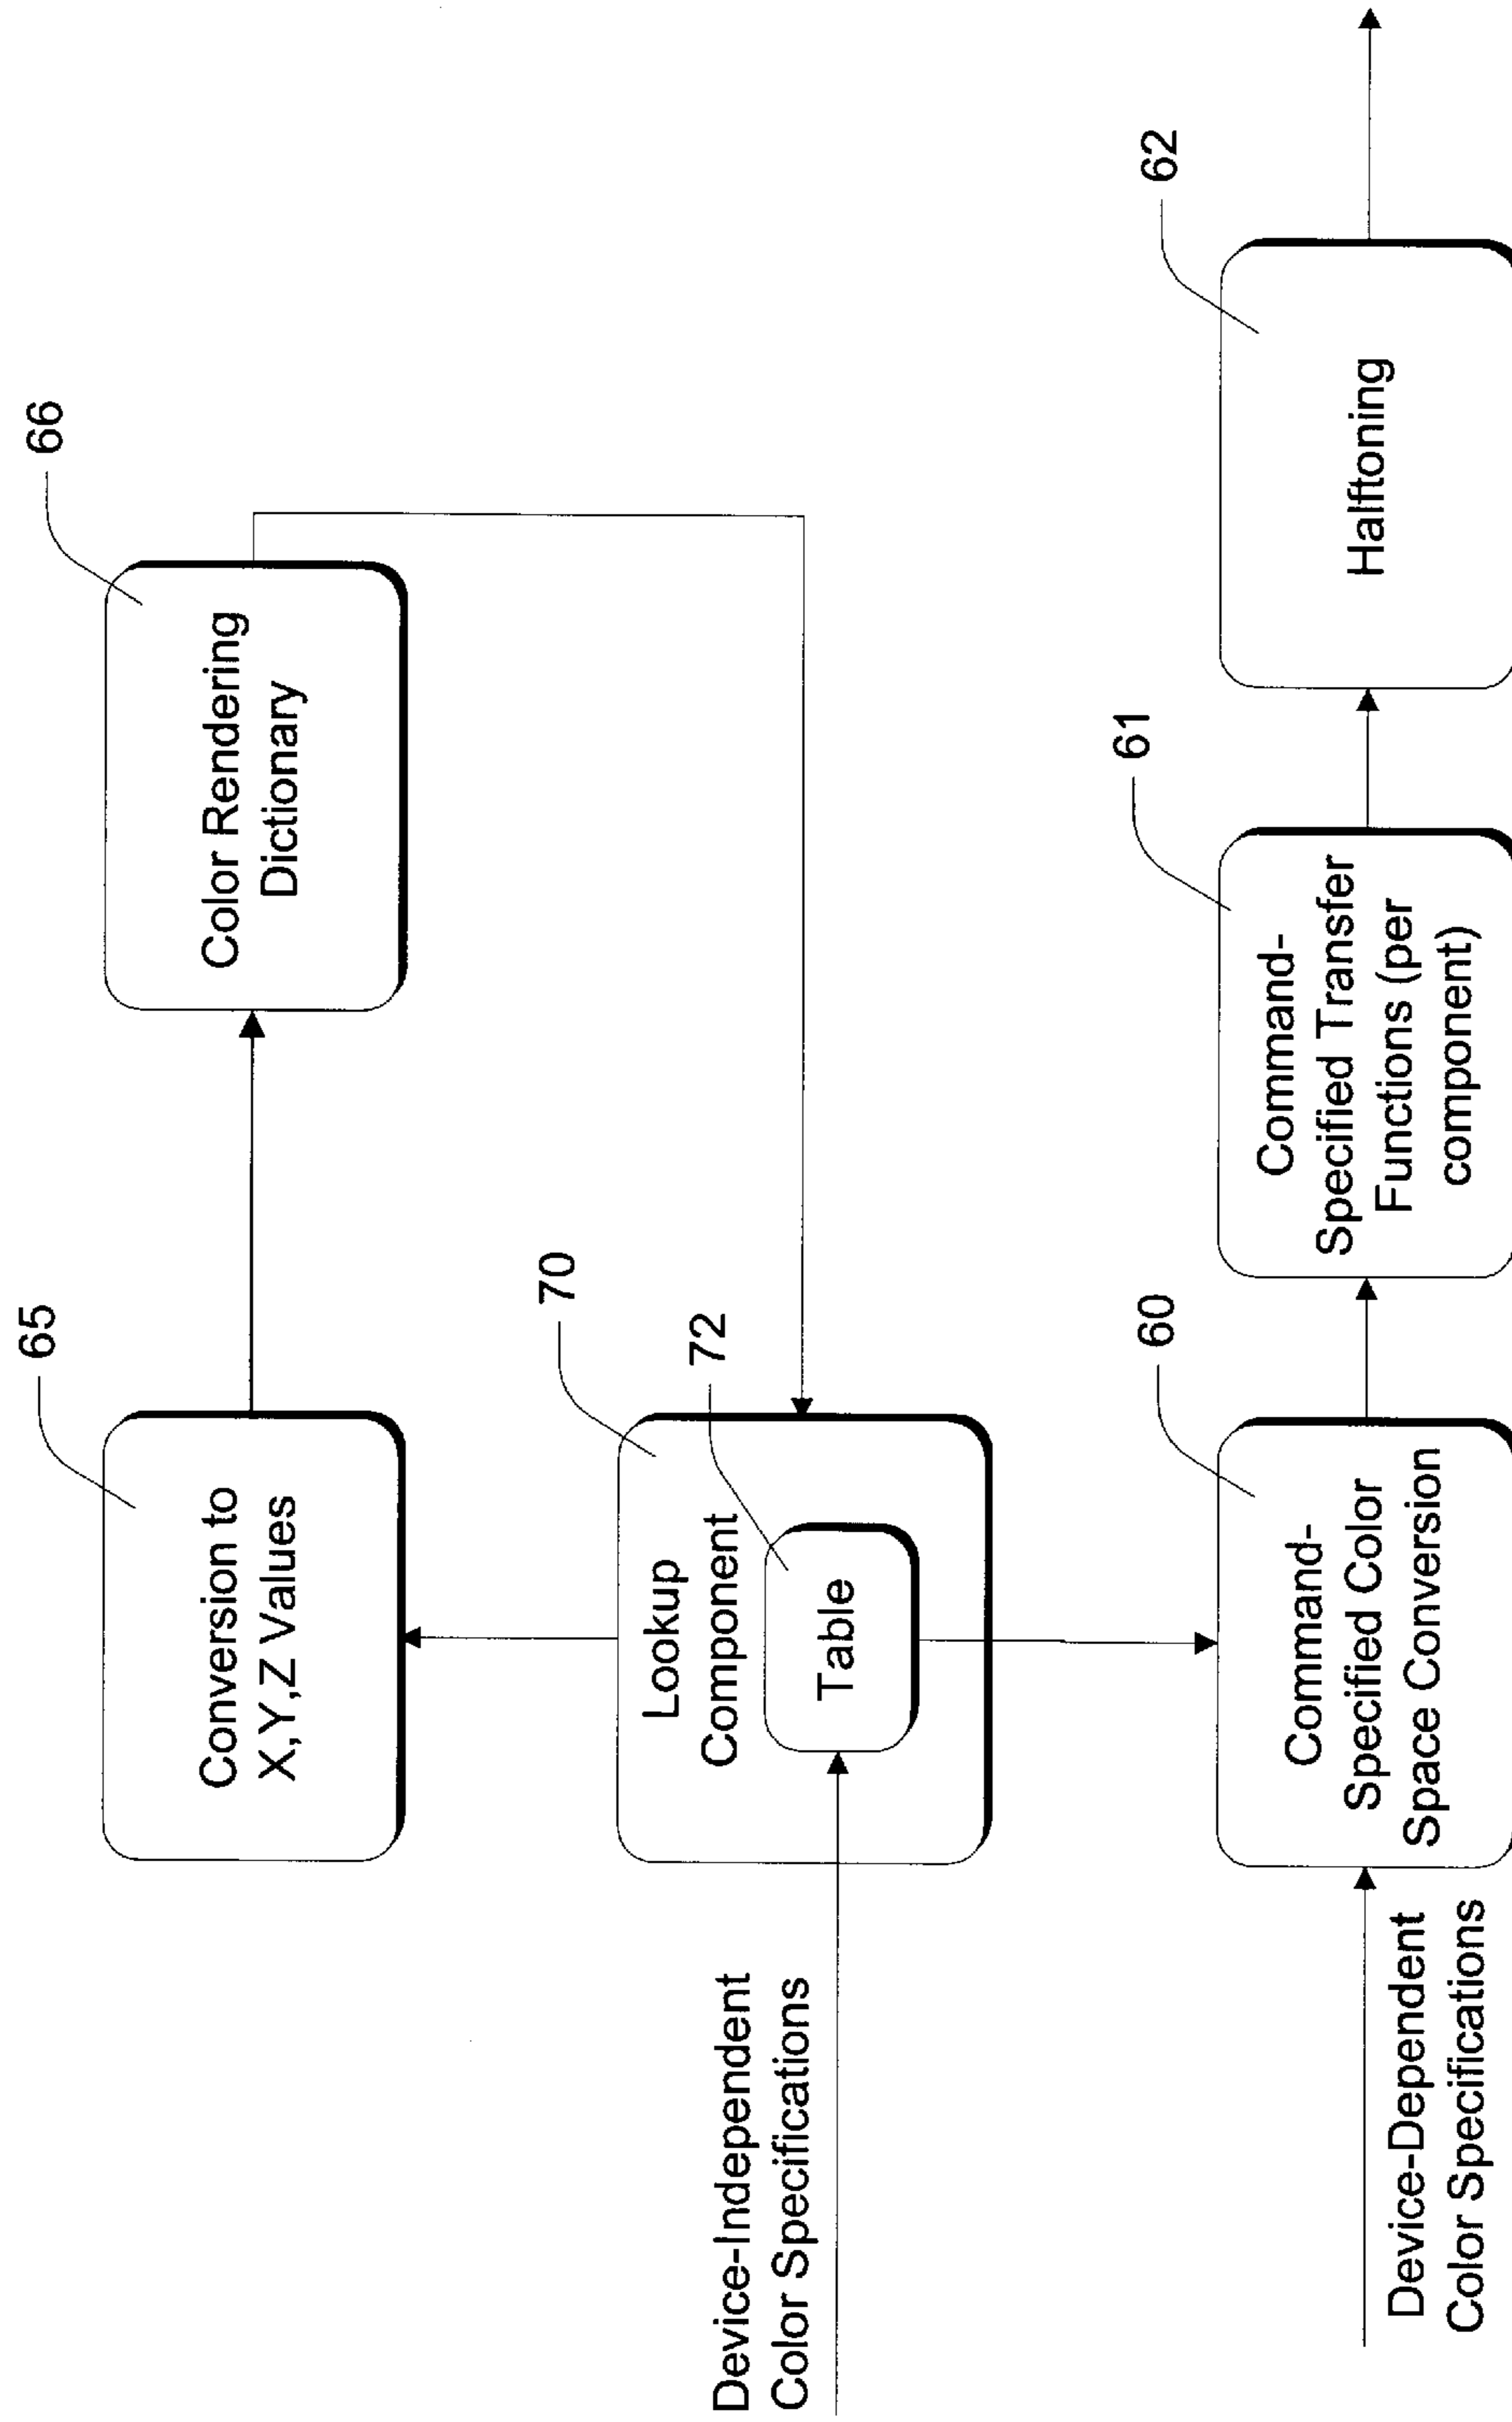 65
Conversion to
X,Y,Z Values
66
Color Rendering
Dictionary
70
Lookup
Component
72
Table
Device-Independent
Color Specifications
60
Command-
Specified Color
Space Conversion
61
Command-
Specified Transfer
Functions (per
component)
62
Halftoning
Device-Dependent
Color Specifications